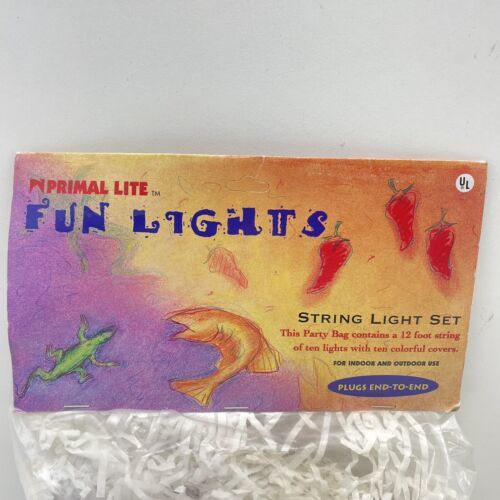 PRIMAL LITE™
FUN LIGHTS
UL
STRING LIGHT SET
This Party Bag contains a 12 foot string
of ten lights with ten colorful covers.
FOR INDOOR AND OUTDOOR USE
PLUGS END-TO-END